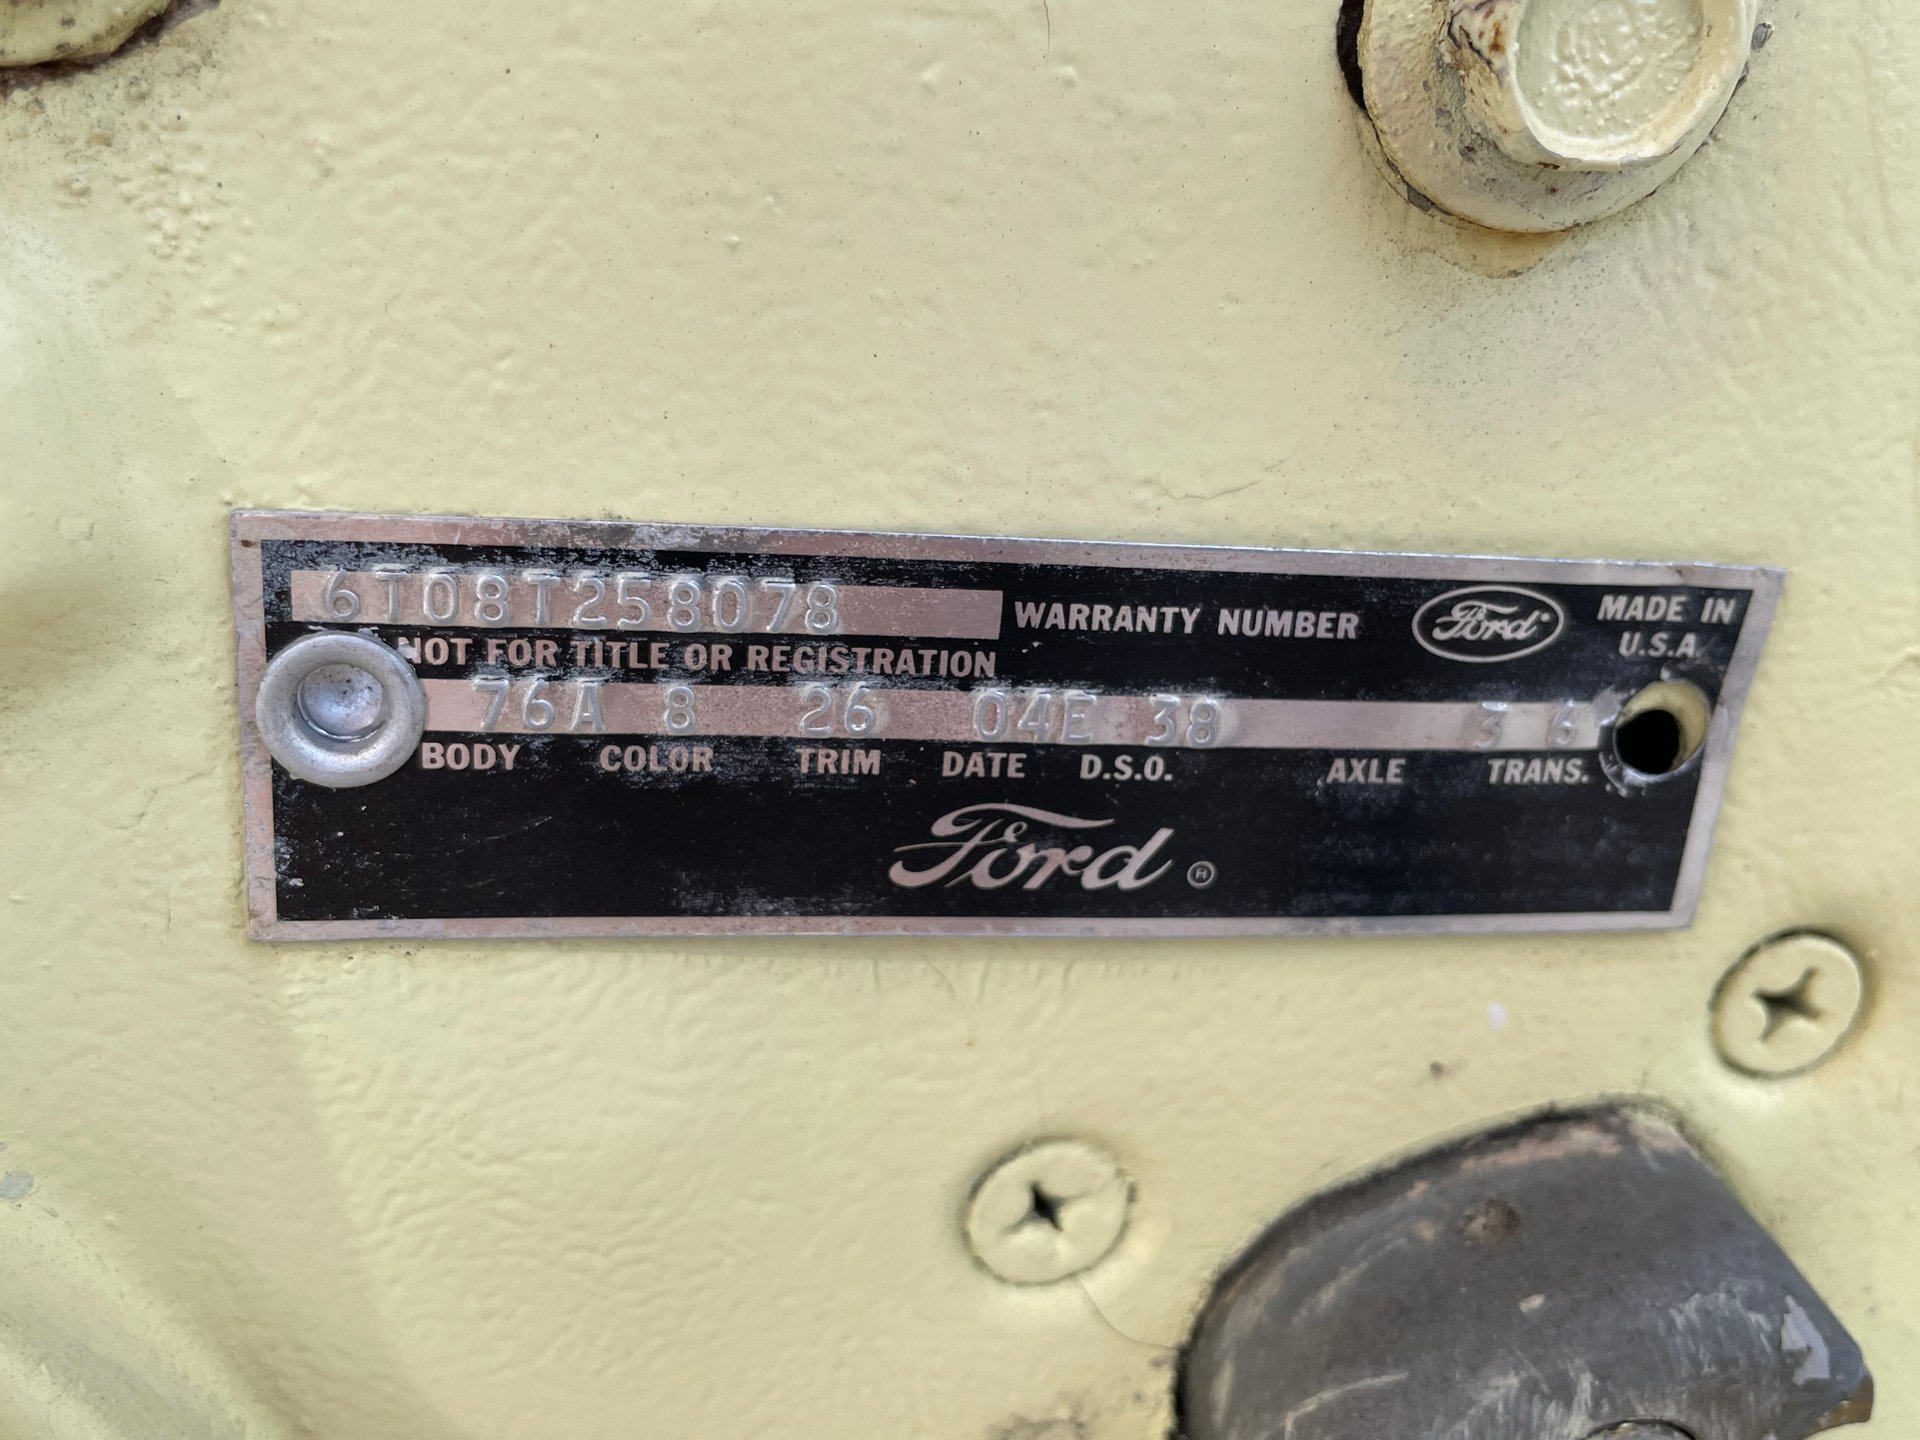 6T08T258078 WARRANTY NUMBER Ford MADE IN
U.S.A.
NOT FOR TITLE OR REGISTRATION
76A 8 26 04E 38 3 6
BODY COLOR TRIM DATE D.S.O. AXLE TRANS.
Ford ®